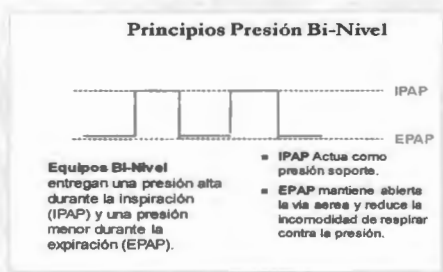 Principios Presión Bi-Nivel
IPAP
EPAP
Equipos Bi-Nivel
entregan una presión alta
durante la inspiración
(IPAP) y una presión
menor durante la
expiración (EPAP).
▪ IPAP Actua como
presión soporte.
▪ EPAP mantiene abierta
la via aerea y reduce la
incomodidad de respirar
contra la presión.